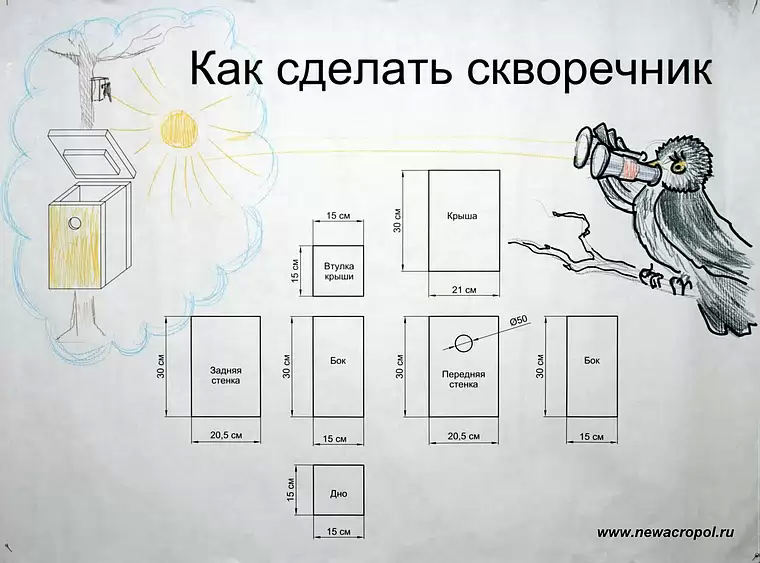 Как сделать скворечник
30 см
Крыша
21 см
15 см
15 см
Втулка
крыши
30 см
Задняя
стенка
20,5 см
30 см
Бок
15 см
30 см
Ø50
Передняя
стенка
20,5 см
30 см
Бок
15 см
15 см
Дно
15 см
www.newacropol.ru